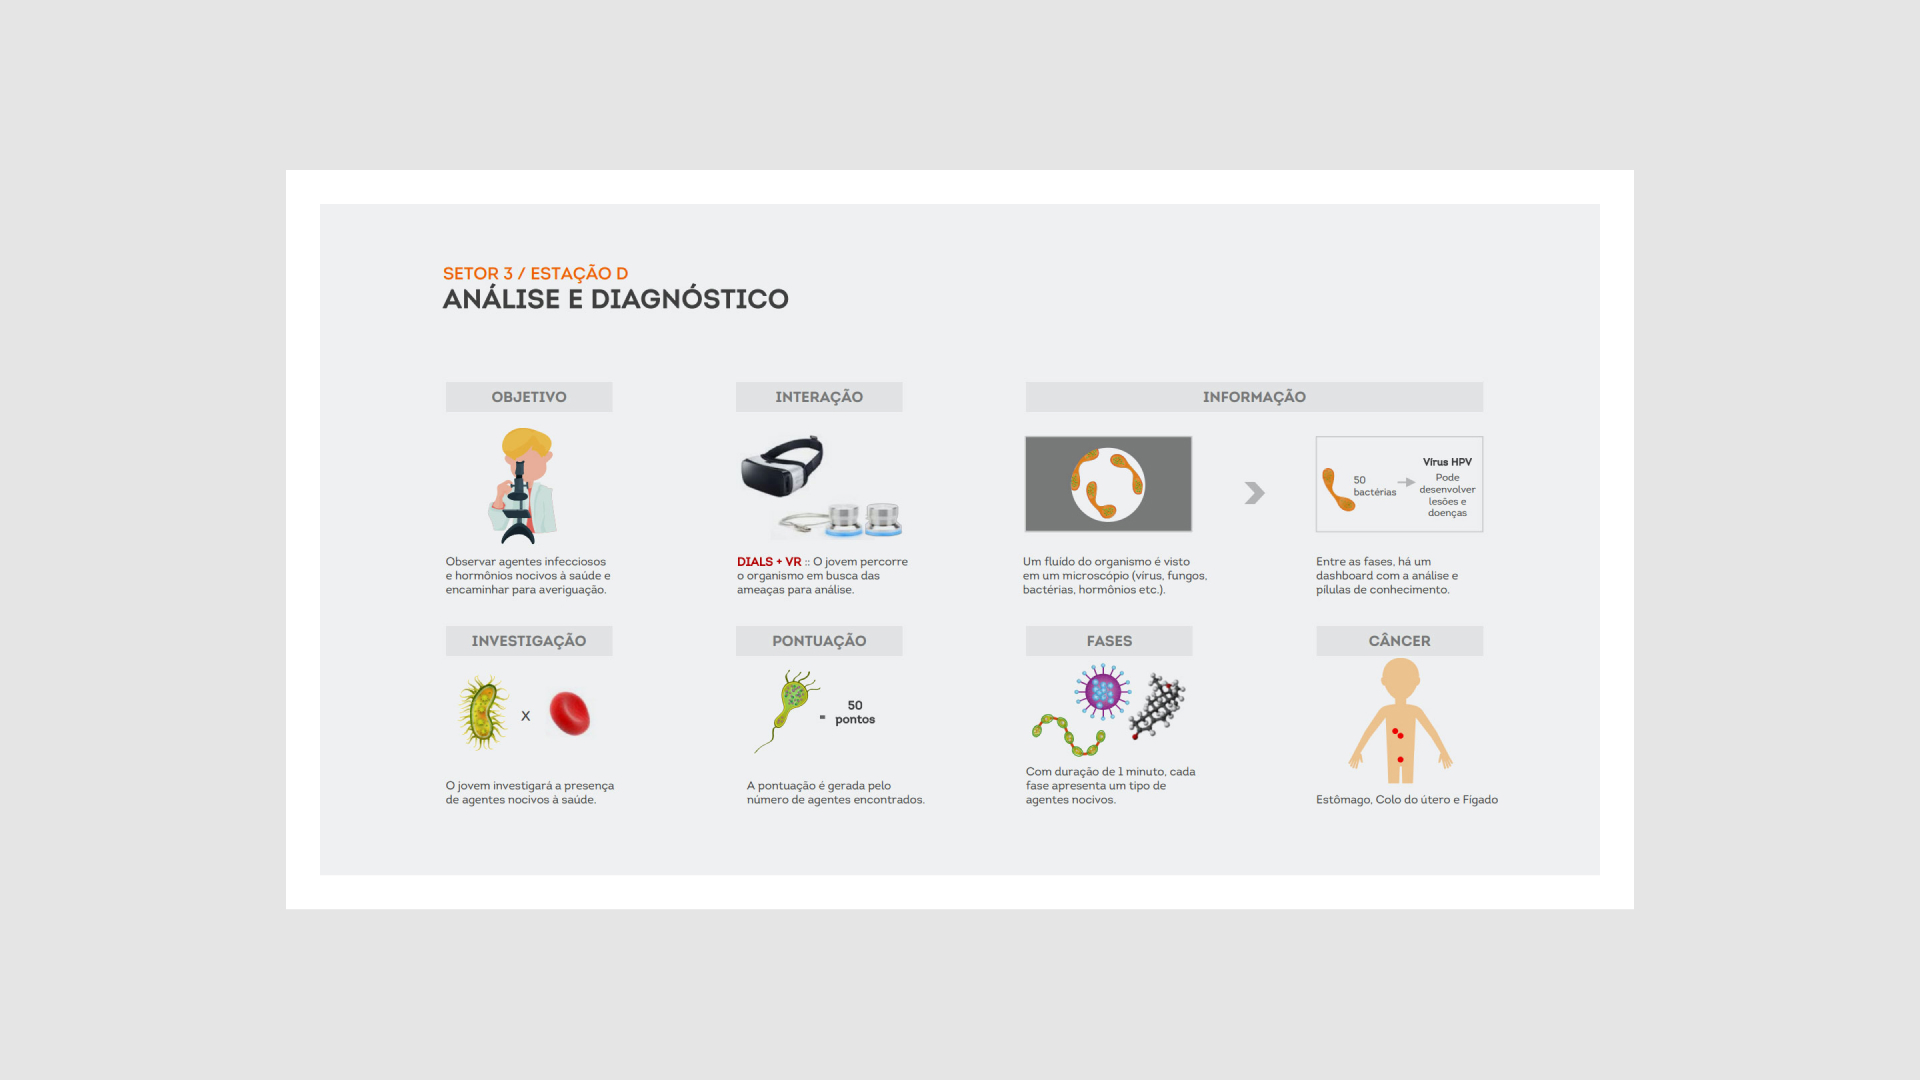 SETOR 3 / ESTAÇÃO D
ANÁLISE E DIAGNÓSTICO
OBJETIVO
Observar agentes infecciosos
e hormônios nocivos à saúde e
encaminhar para averiguação.
INTERAÇÃO
DIALS + VR :: O jovem percorre
o organismo em busca das
ameaças para análise.
INFORMAÇÃO
Um fluído do organismo é visto
em um microscópio (vírus, fungos,
bactérias, hormônios etc.).
50
bactérias
Vírus HPV
Pode
desenvolver
lesões e
doenças
Entre as fases, há um
dashboard com a análise e
pílulas de conhecimento.
INVESTIGAÇÃO
X
O jovem investigará a presença
de agentes nocivos à saúde.
PONTUAÇÃO
= 50
pontos
A pontuação é gerada pelo
número de agentes encontrados.
FASES
Com duração de 1 minuto, cada
fase apresenta um tipo de
agentes nocivos.
CÂNCER
Estômago, Colo do útero e Fígado